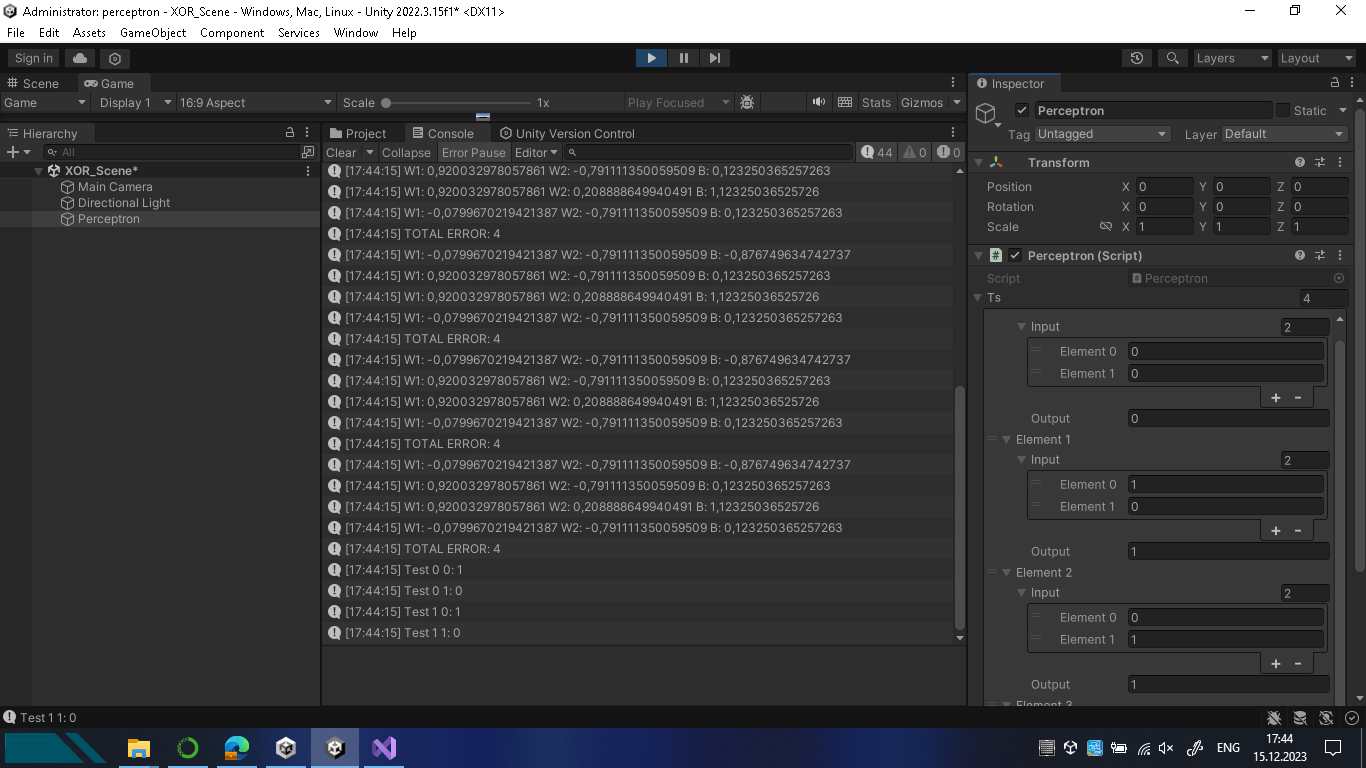 Administrator: perceptron - XOR_Scene - Windows, Mac, Linux - Unity 2022.3.15f1* <DX11>
File Edit Assets GameObject Component Services Window Help
Sign in Layers Layout
Scene Game
Game Display 1 16:9 Aspect Scale 1x Play Focused Stats Gizmos
Hierarchy
All
XOR_Scene*
Main Camera
Directional Light
Perceptron
Project Console Unity Version Control
Clear Collapse Error Pause Editor 44 0 0
[17:44:15] W1: 0,920032978057861 W2: -0,791111350059509 B: 0,123250365257263
[17:44:15] W1: 0,920032978057861 W2: 0,208888649940491 B: 1,12325036525726
[17:44:15] W1: -0,0799670219421387 W2: -0,791111350059509 B: 0,123250365257263
[17:44:15] TOTAL ERROR: 4
[17:44:15] W1: -0,0799670219421387 W2: -0,791111350059509 B: -0,876749634742737
[17:44:15] W1: 0,920032978057861 W2: -0,791111350059509 B: 0,123250365257263
[17:44:15] W1: 0,920032978057861 W2: 0,208888649940491 B: 1,12325036525726
[17:44:15] W1: -0,0799670219421387 W2: -0,791111350059509 B: 0,123250365257263
[17:44:15] TOTAL ERROR: 4
[17:44:15] W1: -0,0799670219421387 W2: -0,791111350059509 B: -0,876749634742737
[17:44:15] W1: 0,920032978057861 W2: -0,791111350059509 B: 0,123250365257263
[17:44:15] W1: 0,920032978057861 W2: 0,208888649940491 B: 1,12325036525726
[17:44:15] W1: -0,0799670219421387 W2: -0,791111350059509 B: 0,123250365257263
[17:44:15] TOTAL ERROR: 4
[17:44:15] W1: -0,0799670219421387 W2: -0,791111350059509 B: -0,876749634742737
[17:44:15] W1: 0,920032978057861 W2: -0,791111350059509 B: 0,123250365257263
[17:44:15] W1: 0,920032978057861 W2: 0,208888649940491 B: 1,12325036525726
[17:44:15] W1: -0,0799670219421387 W2: -0,791111350059509 B: 0,123250365257263
[17:44:15] TOTAL ERROR: 4
[17:44:15] Test 0 0: 1
[17:44:15] Test 0 1: 0
[17:44:15] Test 1 0: 1
[17:44:15] Test 1 1: 0
Inspector
Perceptron Static
Tag Untagged Layer Default
Transform
Position X 0 Y 0 Z 0
Rotation X 0 Y 0 Z 0
Scale X 1 Y 1 Z 1
# Perceptron (Script)
Script Perceptron
Ts 4
Input 2
Element 0 0
Element 1 0
+ -
Output 0
Element 1
Input 2
Element 0 1
Element 1 0
+ -
Output 1
Element 2
Input 2
Element 0 0
Element 1 1
+ -
Output 1
Element 3
Test 1 1: 0
ENG 17:44
15.12.2023